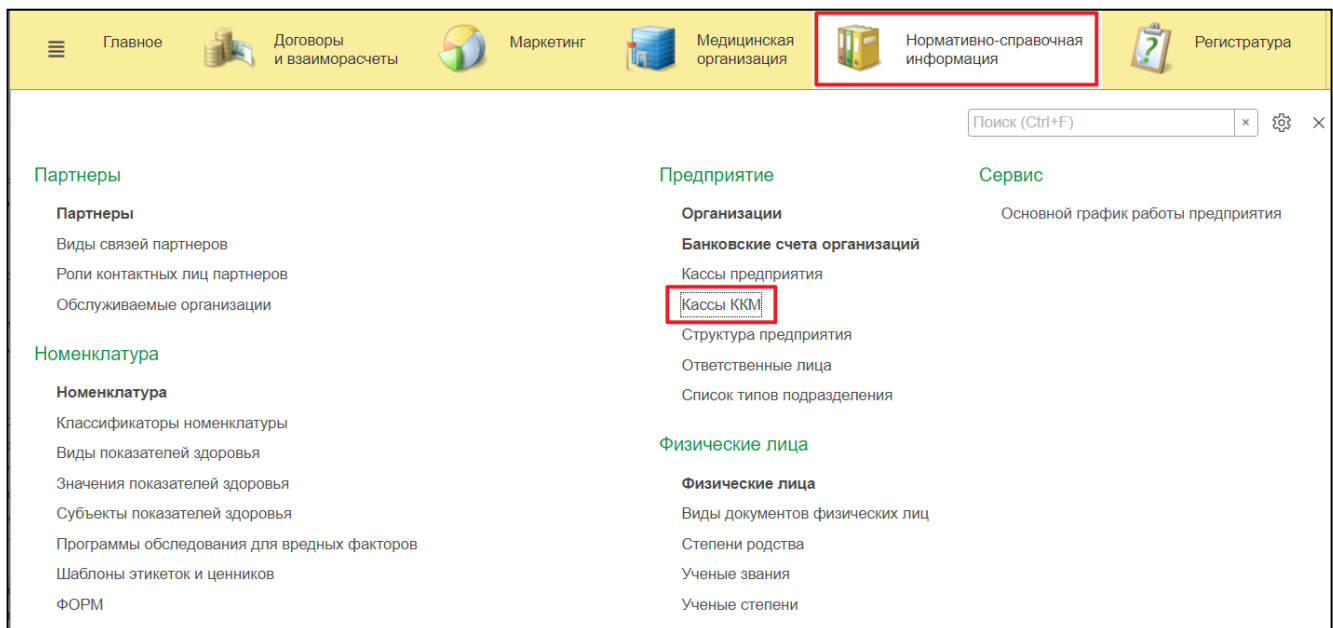 Главное
Договоры
и взаиморасчеты
Маркетинг
Медицинская
организация
Нормативно-справочная
информация
Регистратура
Поиск (Ctrl+F)
Партнеры
Партнеры
Виды связей партнеров
Роли контактных лиц партнеров
Обслуживаемые организации
Номенклатура
Номенклатура
Классификаторы номенклатуры
Виды показателей здоровья
Значения показателей здоровья
Субъекты показателей здоровья
Программы обследования для вредных факторов
Шаблоны этикеток и ценников
ФОРМ
Предприятие
Организации
Банковские счета организаций
Кассы предприятия
Кассы ККМ
Структура предприятия
Ответственные лица
Список типов подразделения
Физические лица
Физические лица
Виды документов физических лиц
Степени родства
Ученые звания
Ученые степени
Сервис
Основной график работы предприятия